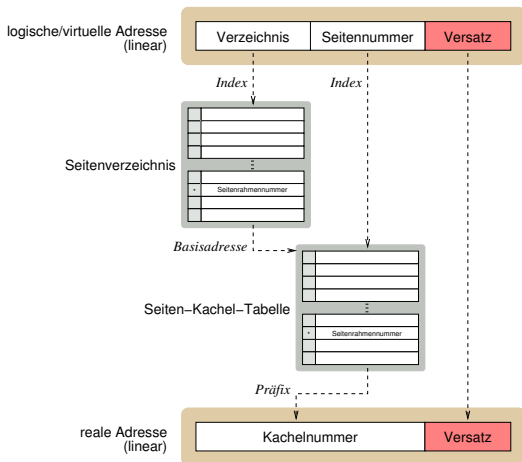 logische/virtuelle Adresse
(linear)
Verzeichnis
Seitennummer
Versatz
Index
Index
Seitenverzeichnis
* Seitenrahmennummer
Basisadresse
Seiten−Kachel−Tabelle
* Seitenrahmennummer
Präfix
reale Adresse
(linear)
Kachelnummer
Versatz